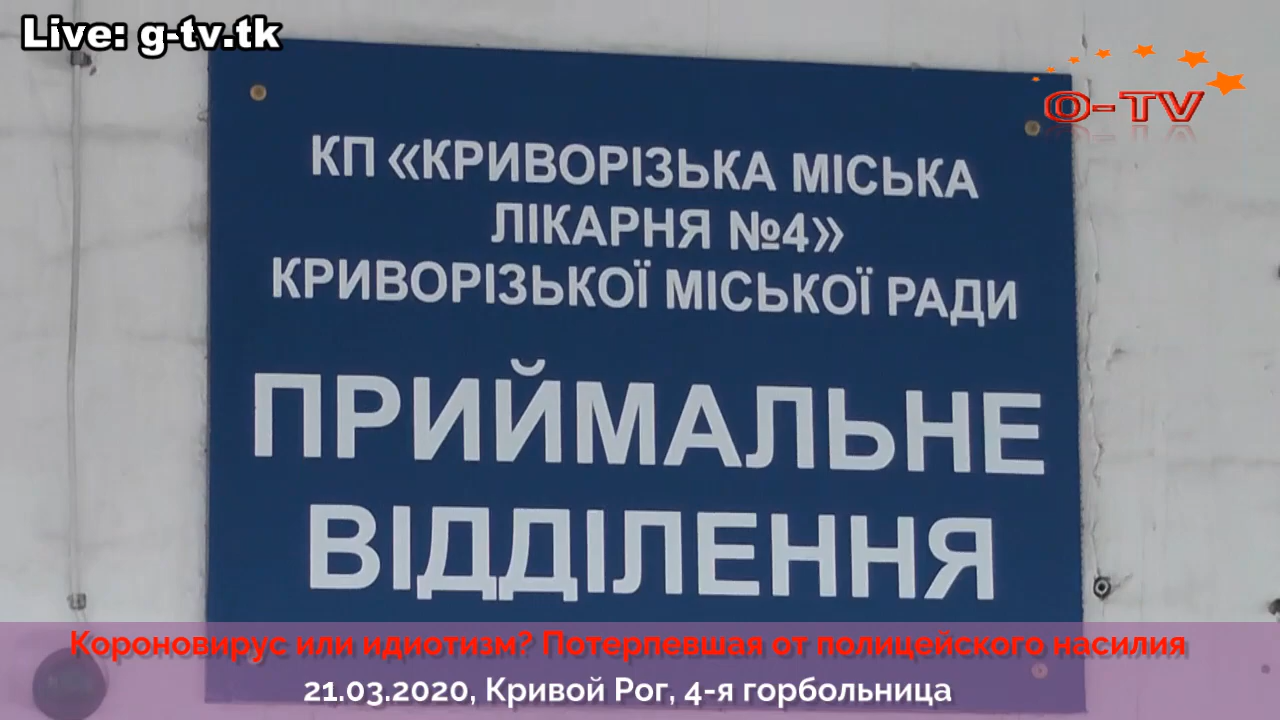 Live: g-tv.tk
O-TV
КП «КРИВОРІЗЬКА МІСЬКА
ЛІКАРНЯ №4»
КРИВОРІЗЬКОЇ МІСЬКОЇ РАДИ
ПРИЙМАЛЬНЕ
ВІДДІЛЕННЯ
Короновирус или идиотизм? Потерпевшая от полицейского насилия
21.03.2020, Кривой Рог, 4-я горбольница